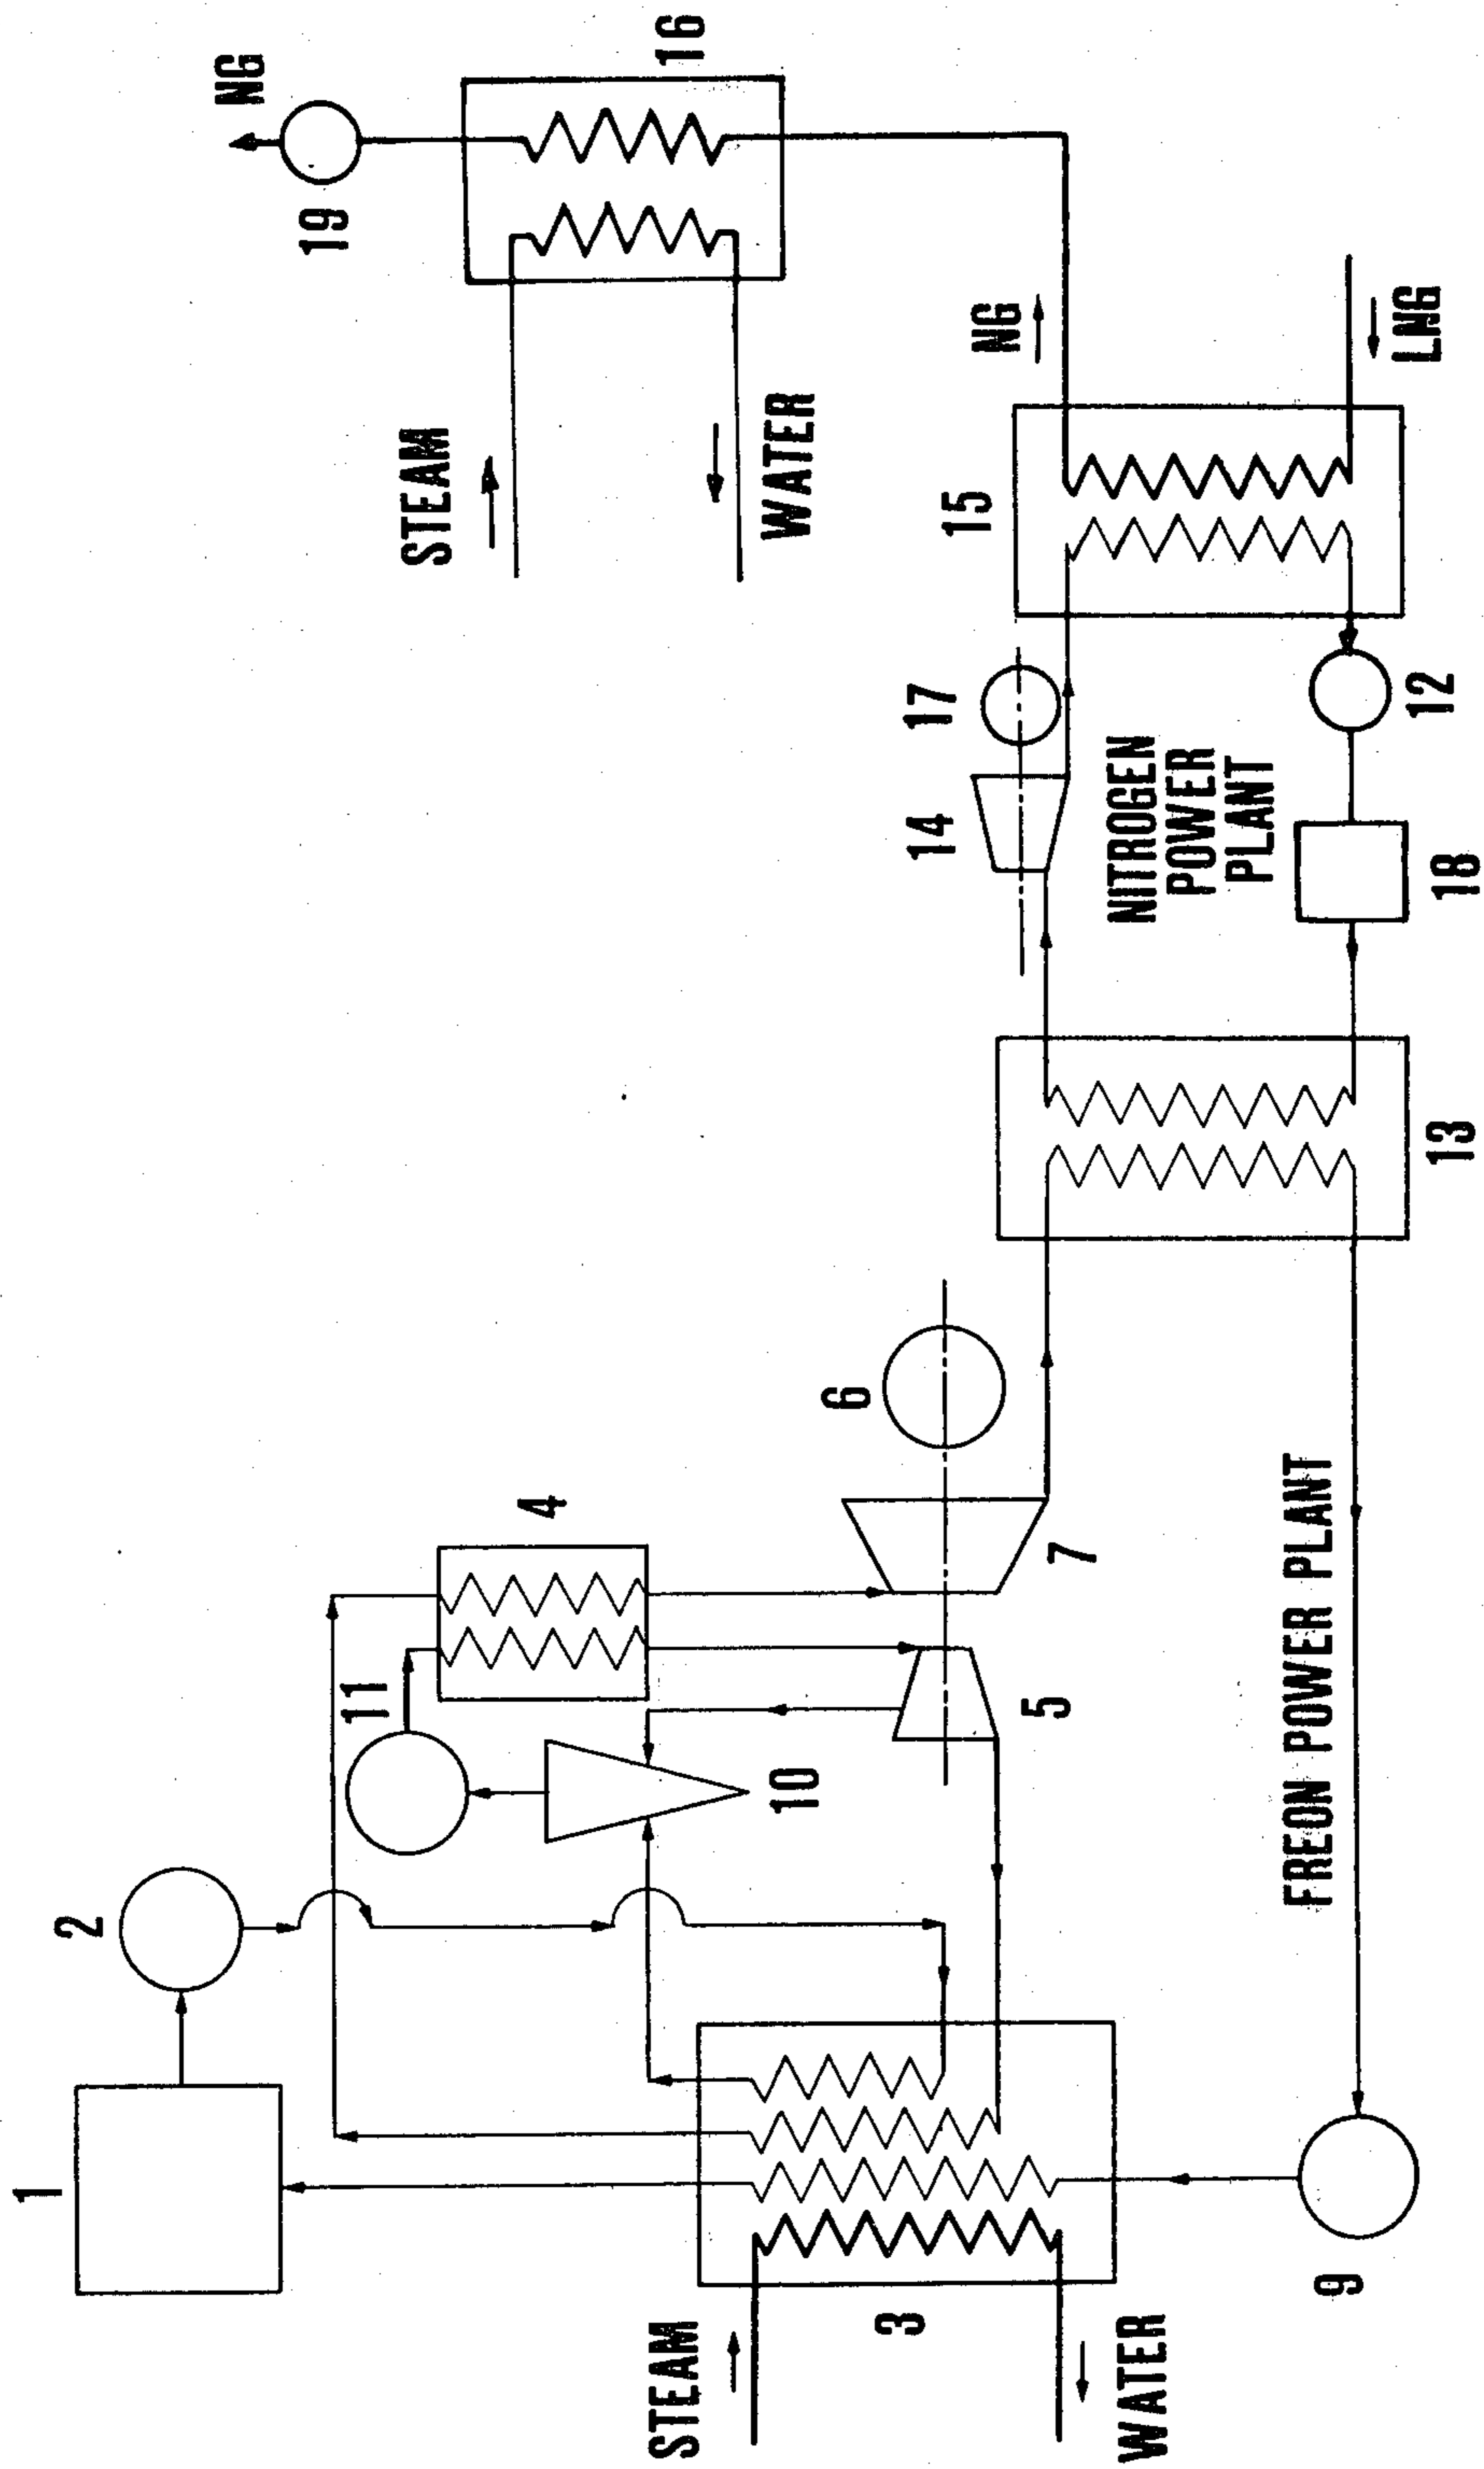 1
2
NG
19
11
STEAM
4
STEAM
16
WATER
10
6
3
14
17
15
NG
5
7
WATER
NITROGEN
POWER
PLANT
FREON POWER PLANT
9
LNG
12
13
18